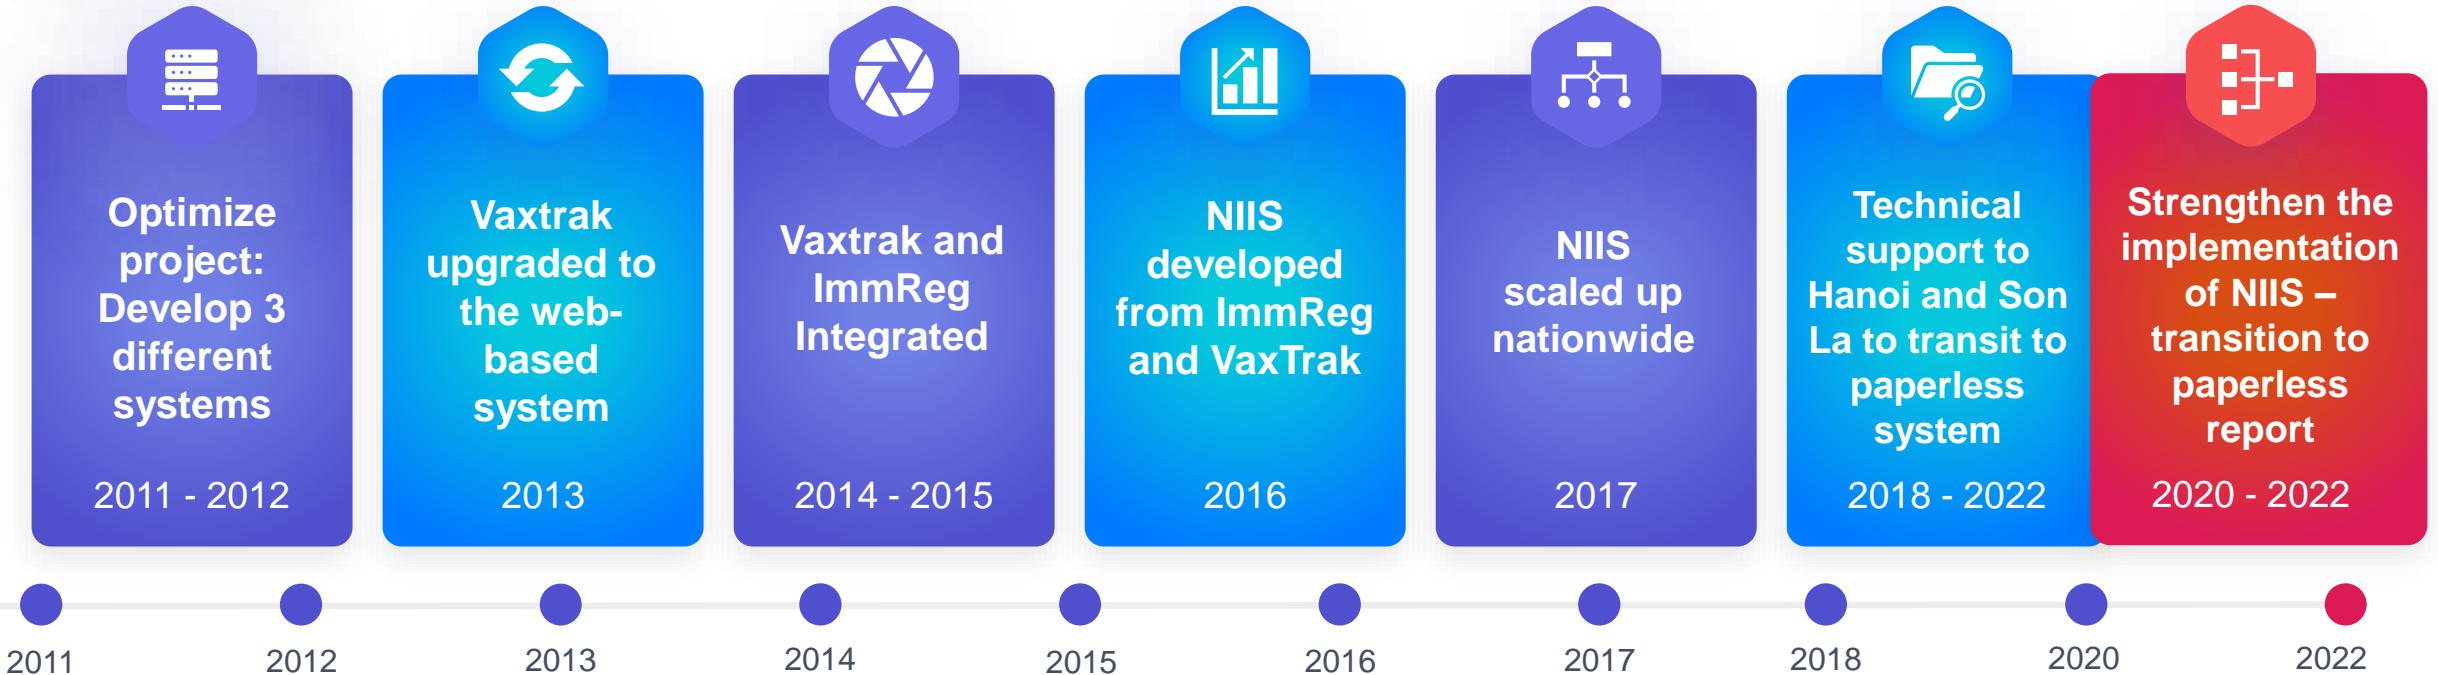 Optimize
project:
Develop 3
different
systems
2011 - 2012
Vaxtrak
upgraded to
the web-
based
system
2013
Vaxtrak and
ImmReg
Integrated
2014 - 2015
NIIS
developed
from ImmReg
and VaxTrak
2016
NIIS
scaled up
nationwide
2017
Technical
support to
Hanoi and Son
La to transit to
paperless
system
2018 - 2022
Strengthen the
implementation
of NIIS –
transition to
paperless
report
2020 - 2022
2011
2012
2013
2014
2015
2016
2017
2018
2020
2022